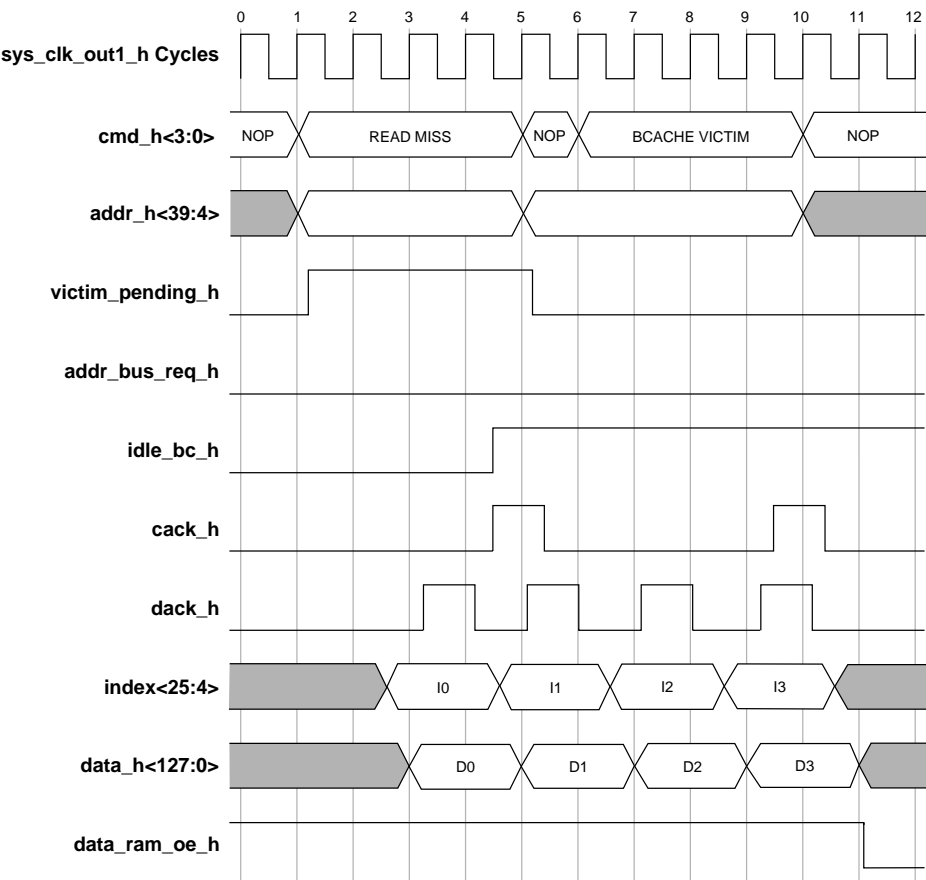 0 1 2 3 4 5 6 7 8 9 10 11 12
sys_clk_out1_h Cycles
cmd_h<3:0> NOP READ MISS NOP BCACHE VICTIM NOP
addr_h<39:4>
victim_pending_h
addr_bus_req_h
idle_bc_h
cack_h
dack_h
index<25:4> I0 I1 I2 I3
data_h<127:0> D0 D1 D2 D3
data_ram_oe_h